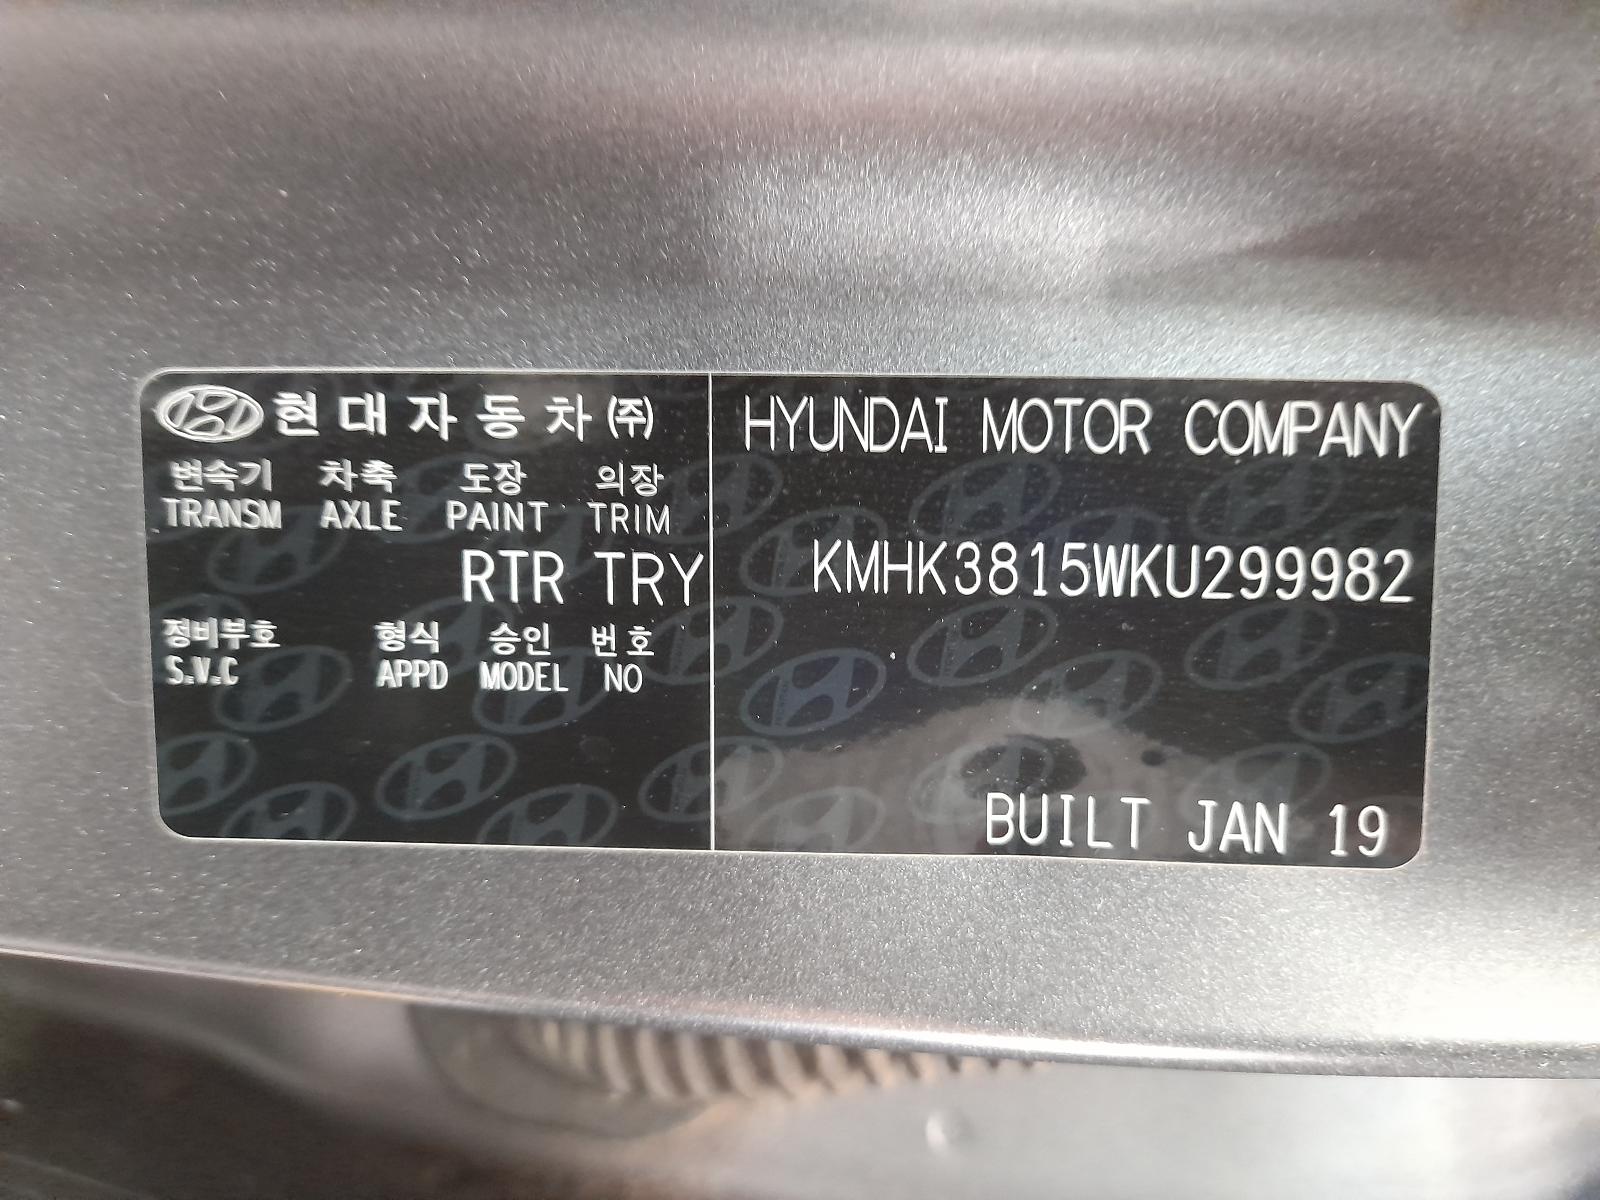 현대자동차(주)
변속기 차축 도장 의장
TRANSM AXLE PAINT TRIM
RTR TRY
정비부호 형식 승인 번호
S.V.C APPD MODEL NO
HYUNDAI MOTOR COMPANY
KMHK3815WKU299982
BUILT JAN 19